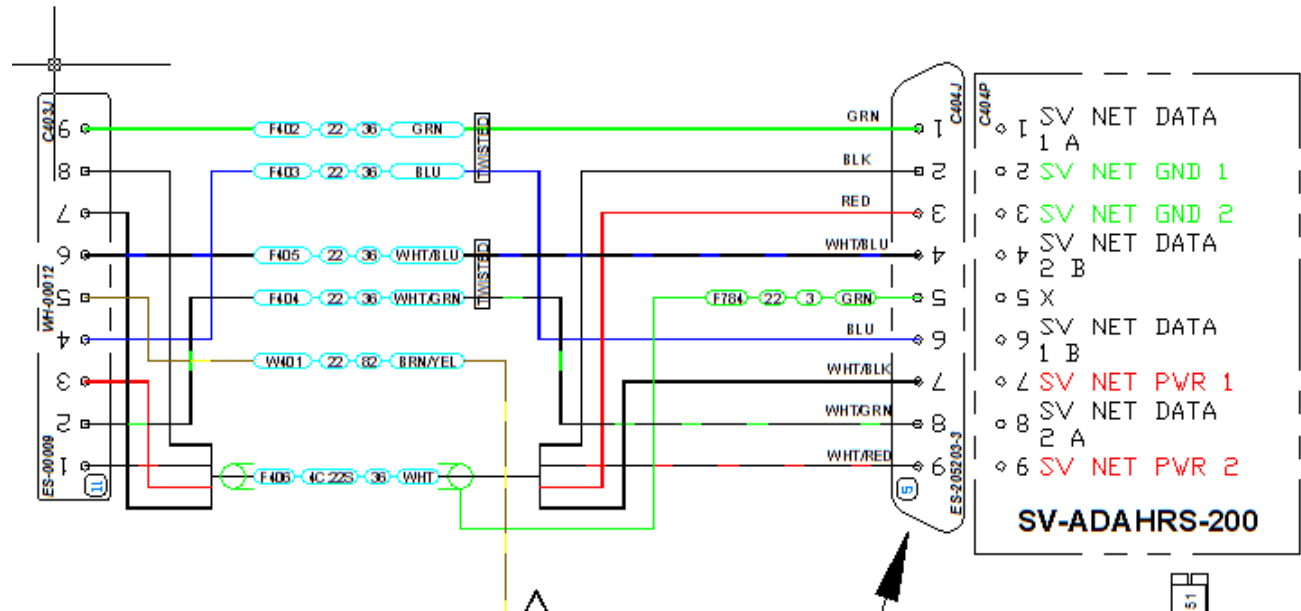 C403J
9
8
7
6
5
4
3
2
1
WH-00012
ES-00009
11
F402 22 36 GRN
F403 22 36 BLU
TWISTED
F405 22 36 WHT/BLU
F404 22 36 WHT/GRN
TWISTED
W401 22 82 BRN/YEL
F406 4C22S 36 WHT
F784 22 3 GRN
GRN
BLK
RED
WHT/BLU
BLU
WHT/BLK
WHT/GRN
WHT/RED
C404J
1
2
3
4
5
6
7
8
9
5
ES-205203-3
C404P
1 SV NET DATA
1 A
2 SV NET GND 1
3 SV NET GND 2
4 SV NET DATA
2 B
5 X
6 SV NET DATA
1 B
7 SV NET PWR 1
8 SV NET DATA
2 A
9 SV NET PWR 2
SV-ADAHRS-200
51